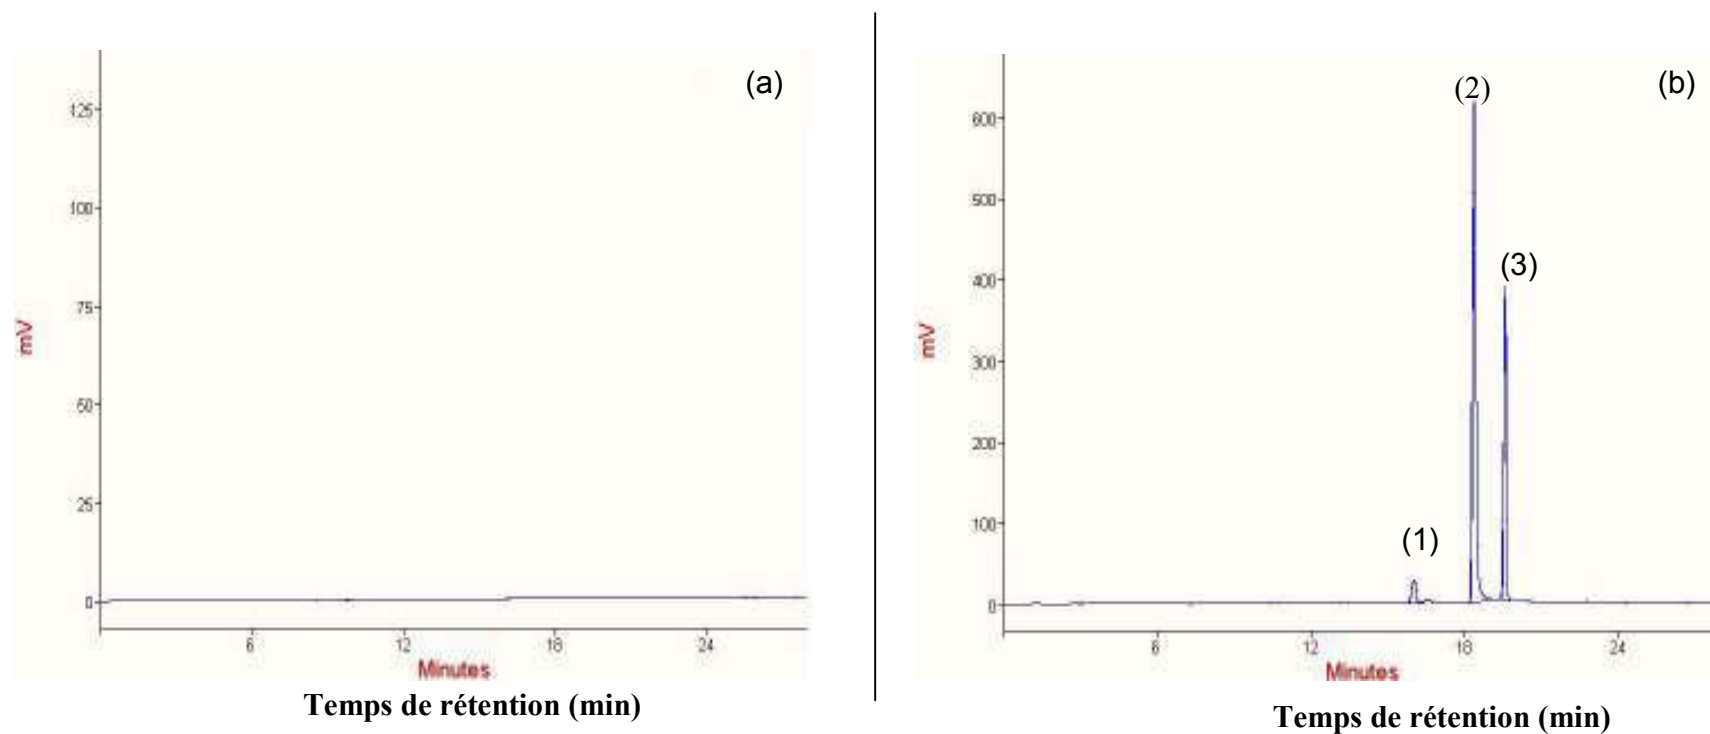 (a)
125
100
75
50
25
0
mV
6 12 18 24
Minutes
Temps de rétention (min)
(b)
(2)
(3)
(1)
600
500
400
300
200
100
0
mV
6 12 18 24
Minutes
Temps de rétention (min)